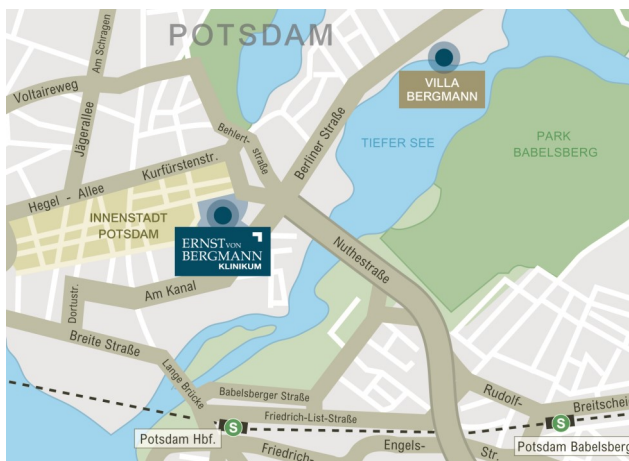 POTSDAM
Am Schragen
Voltaireweg
Jägerallee
Behlert-
straße
Berliner Straße
VILLA
BERGMANN
TIEFER SEE
PARK
BABELSBERG
Kurfürstenstr.
Hegel - Allee
INNENSTADT
POTSDAM
ERNST VON
BERGMANN
KLINIKUM
Nuthestraße
Am Kanal
Dortustr.
Breite Straße
Lange Brücke
Babelsberger Straße
Friedrich-List-Straße
Rudolf-
Breitscheid
S
S
Potsdam Hbf.
Friedrich-
Engels-
Str.
Potsdam Babelsberg